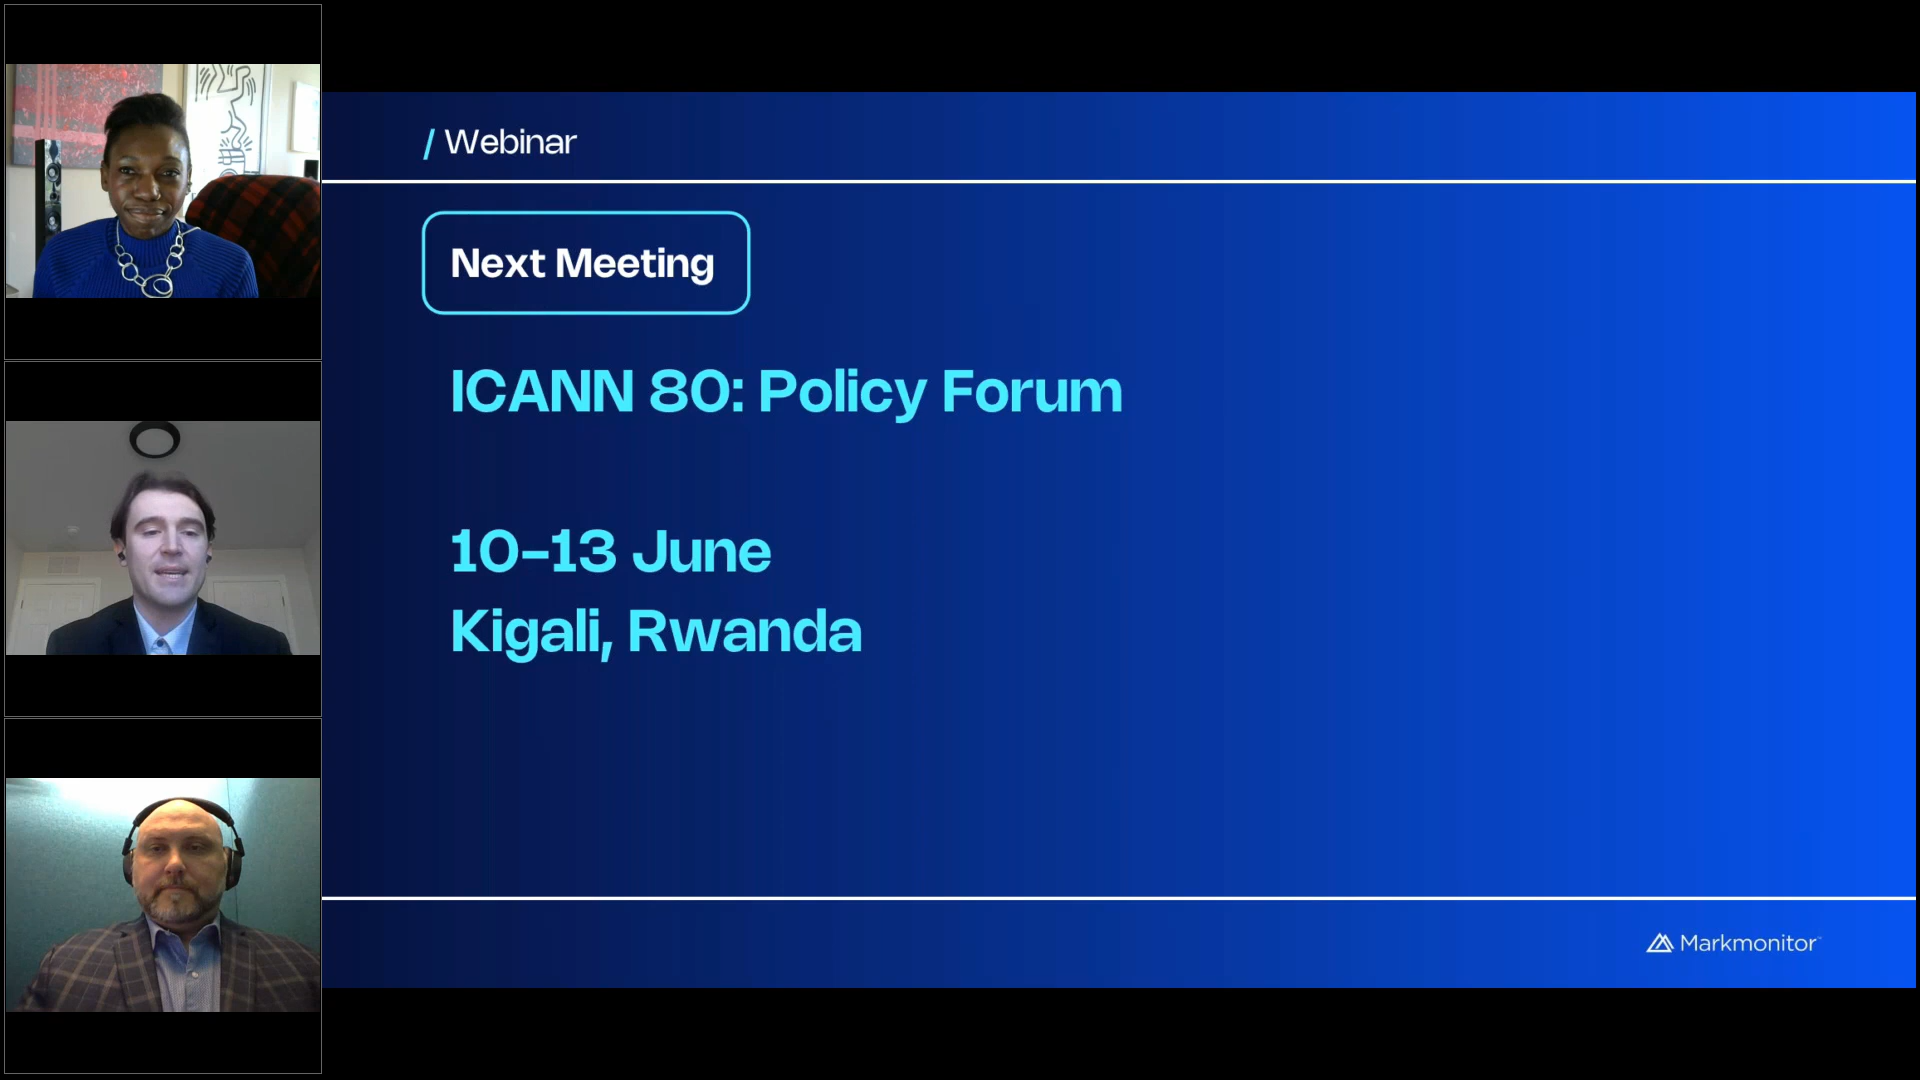 / Webinar
Next Meeting
ICANN 80: Policy Forum
10–13 June
Kigali, Rwanda
Markmonitor